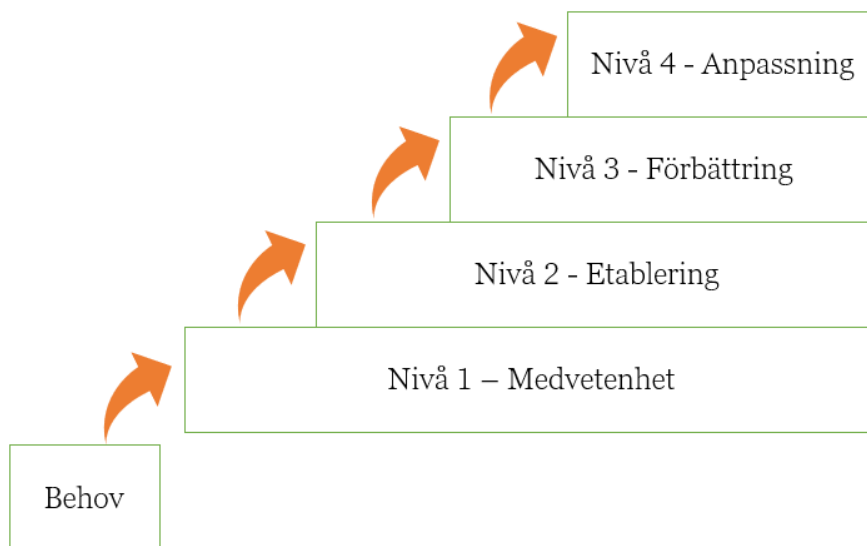 Nivå 4 - Anpassning
Nivå 3 - Förbättring
Nivå 2 - Etablering
Nivå 1 – Medvetenhet
Behov